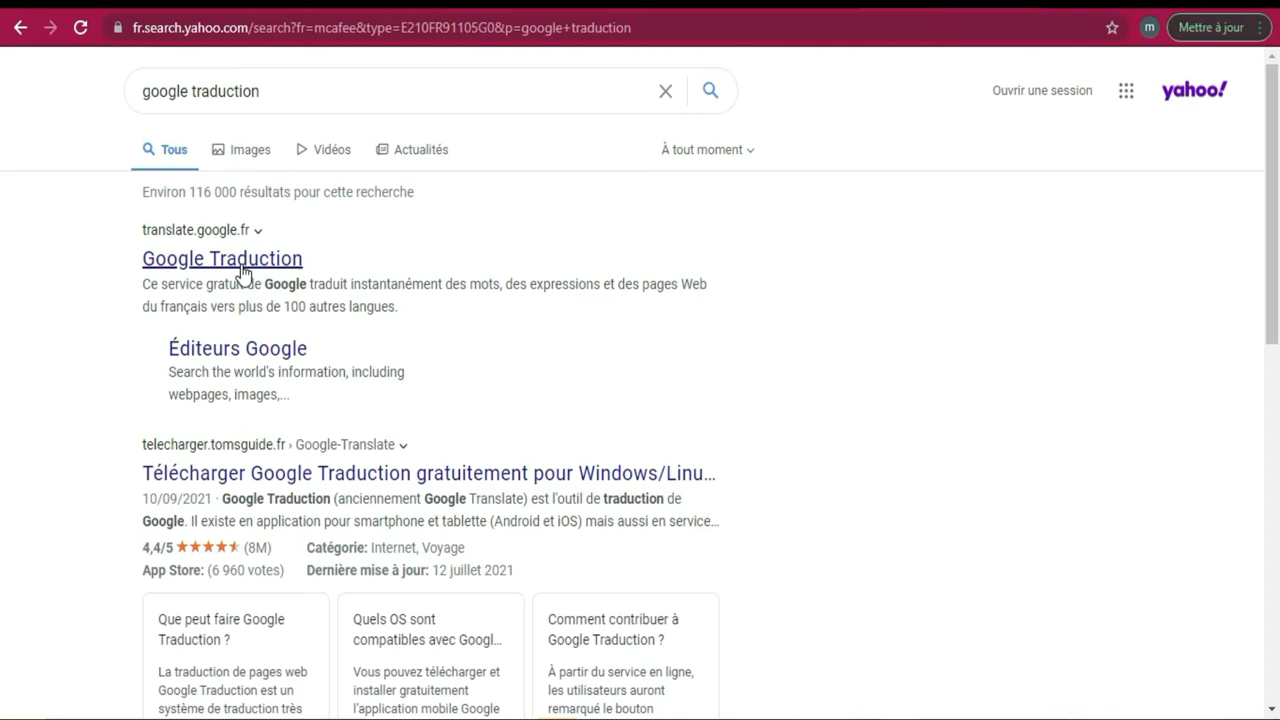 fr.search.yahoo.com/search?fr=mcafee&type=E210FR91105G0&p=google+traduction
m
Mettre à jour
google traduction
Ouvrir une session
yahoo!
Tous
Images
Vidéos
Actualités
À tout moment
Environ 116 000 résultats pour cette recherche
translate.google.fr
Google Traduction
Ce service gratuit de Google traduit instantanément des mots, des expressions et des pages Web
du français vers plus de 100 autres langues.
Éditeurs Google
Search the world's information, including
webpages, images,...
telecharger.tomsguide.fr › Google-Translate
Télécharger Google Traduction gratuitement pour Windows/Linu...
10/09/2021 · Google Traduction (anciennement Google Translate) est l'outil de traduction de
Google. Il existe en application pour smartphone et tablette (Android et iOS) mais aussi en service...
4,4/5 (8M)
Catégorie: Internet, Voyage
App Store: (6 960 votes)
Dernière mise à jour: 12 juillet 2021
Que peut faire Google
Traduction ?
La traduction de pages web
Google Traduction est un
système de traduction très
Quels OS sont
compatibles avec Googl...
Vous pouvez télécharger et
installer gratuitement
l'application mobile Google
Comment contribuer à
Google Traduction ?
À partir du service en ligne,
les utilisateurs auront
remarqué le bouton